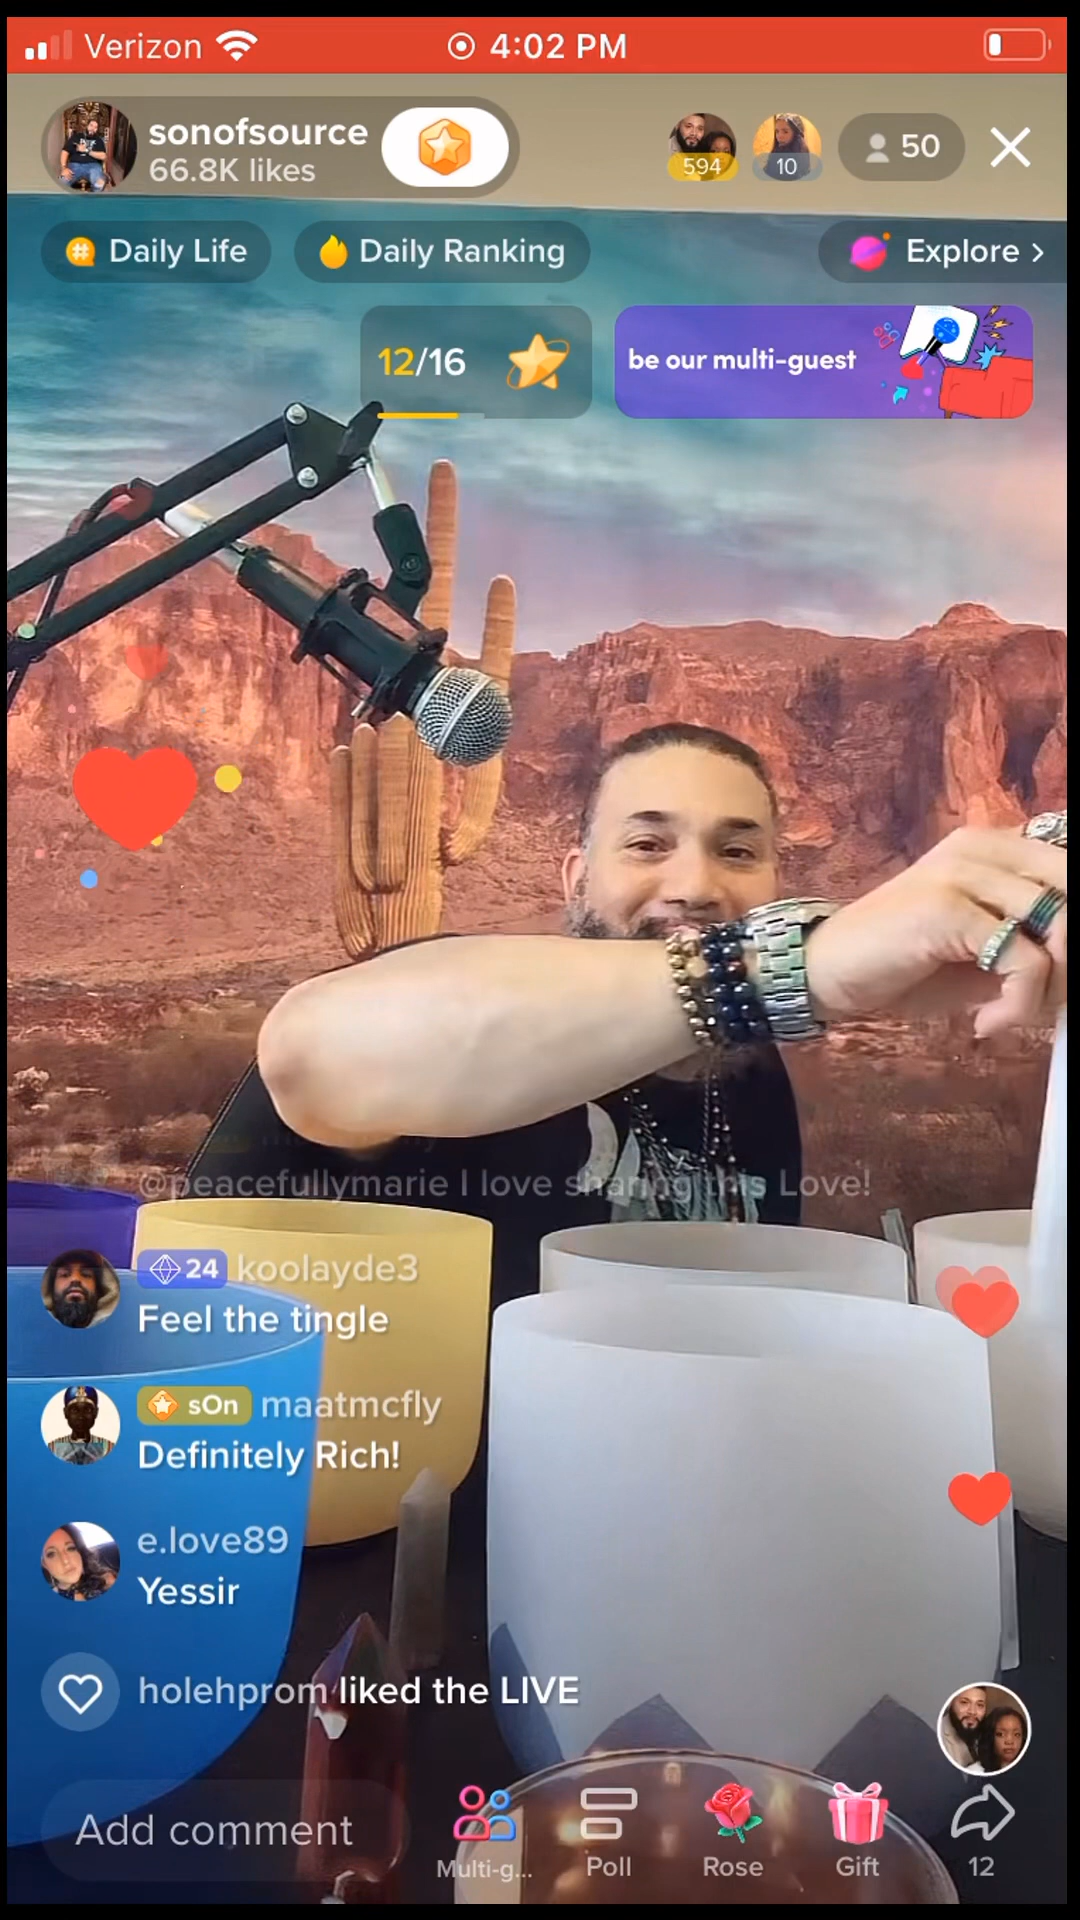 Verizon 4:02 PM
sonofsource
66.8K likes
594
10
50
Daily Life
Daily Ranking
Explore >
12/16
be our multi-guest
@peacefullymarie I love sharing this Love!
24 koolayde3
Feel the tingle
sOn maatmcfly
Definitely Rich!
e.love89
Yessir
holehprom liked the LIVE
Add comment
Multi-g...
Poll
Rose
Gift
12